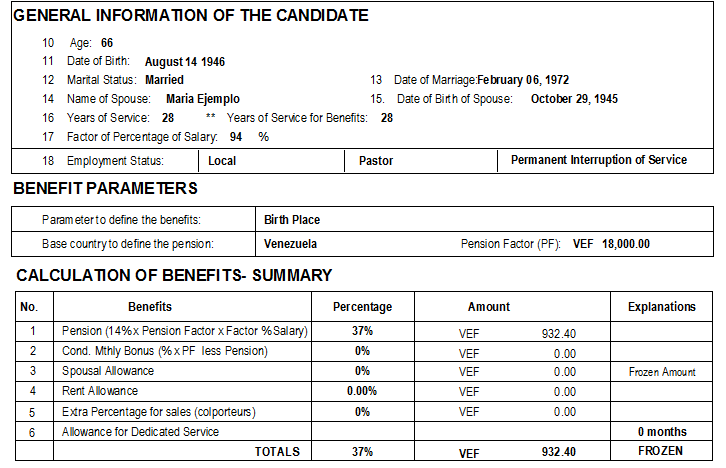 GENERAL INFORMATION OF THE CANDIDATE
10 Age: 66
11 Date of Birth: August 14 1946
12 Marital Status: Married 13 Date of Marriage:February 06, 1972
14 Name of Spouse: Maria Ejemplo 15. Date of Birth of Spouse: October 29, 1945
16 Years of Service: 28 ** Years of Service for Benefits: 28
17 Factor of Percentage of Salary: 94 %
18 Employment Status: Local Pastor Permanent Interruption of Service
BENEFIT PARAMETERS
Parameter to define the benefits: Birth Place
Base country to define the pension: Venezuela Pension Factor (PF): VEF 18,000.00
CALCULATION OF BENEFITS- SUMMARY
No. Benefits Percentage Amount Explanations
1 Pension (14% x Pension Factor x Factor % Salary) 37% VEF 932.40
2 Cond. Mthly Bonus (% x PF less Pension) 0% VEF 0.00
3 Spousal Allowance 0% VEF 0.00 Frozen Amount
4 Rent Allowance 0.00% VEF 0.00
5 Extra Percentage for sales (colporteurs) 0% VEF 0.00
6 Allowance for Dedicated Service 0 months
TOTALS 37% VEF 932.40 FROZEN